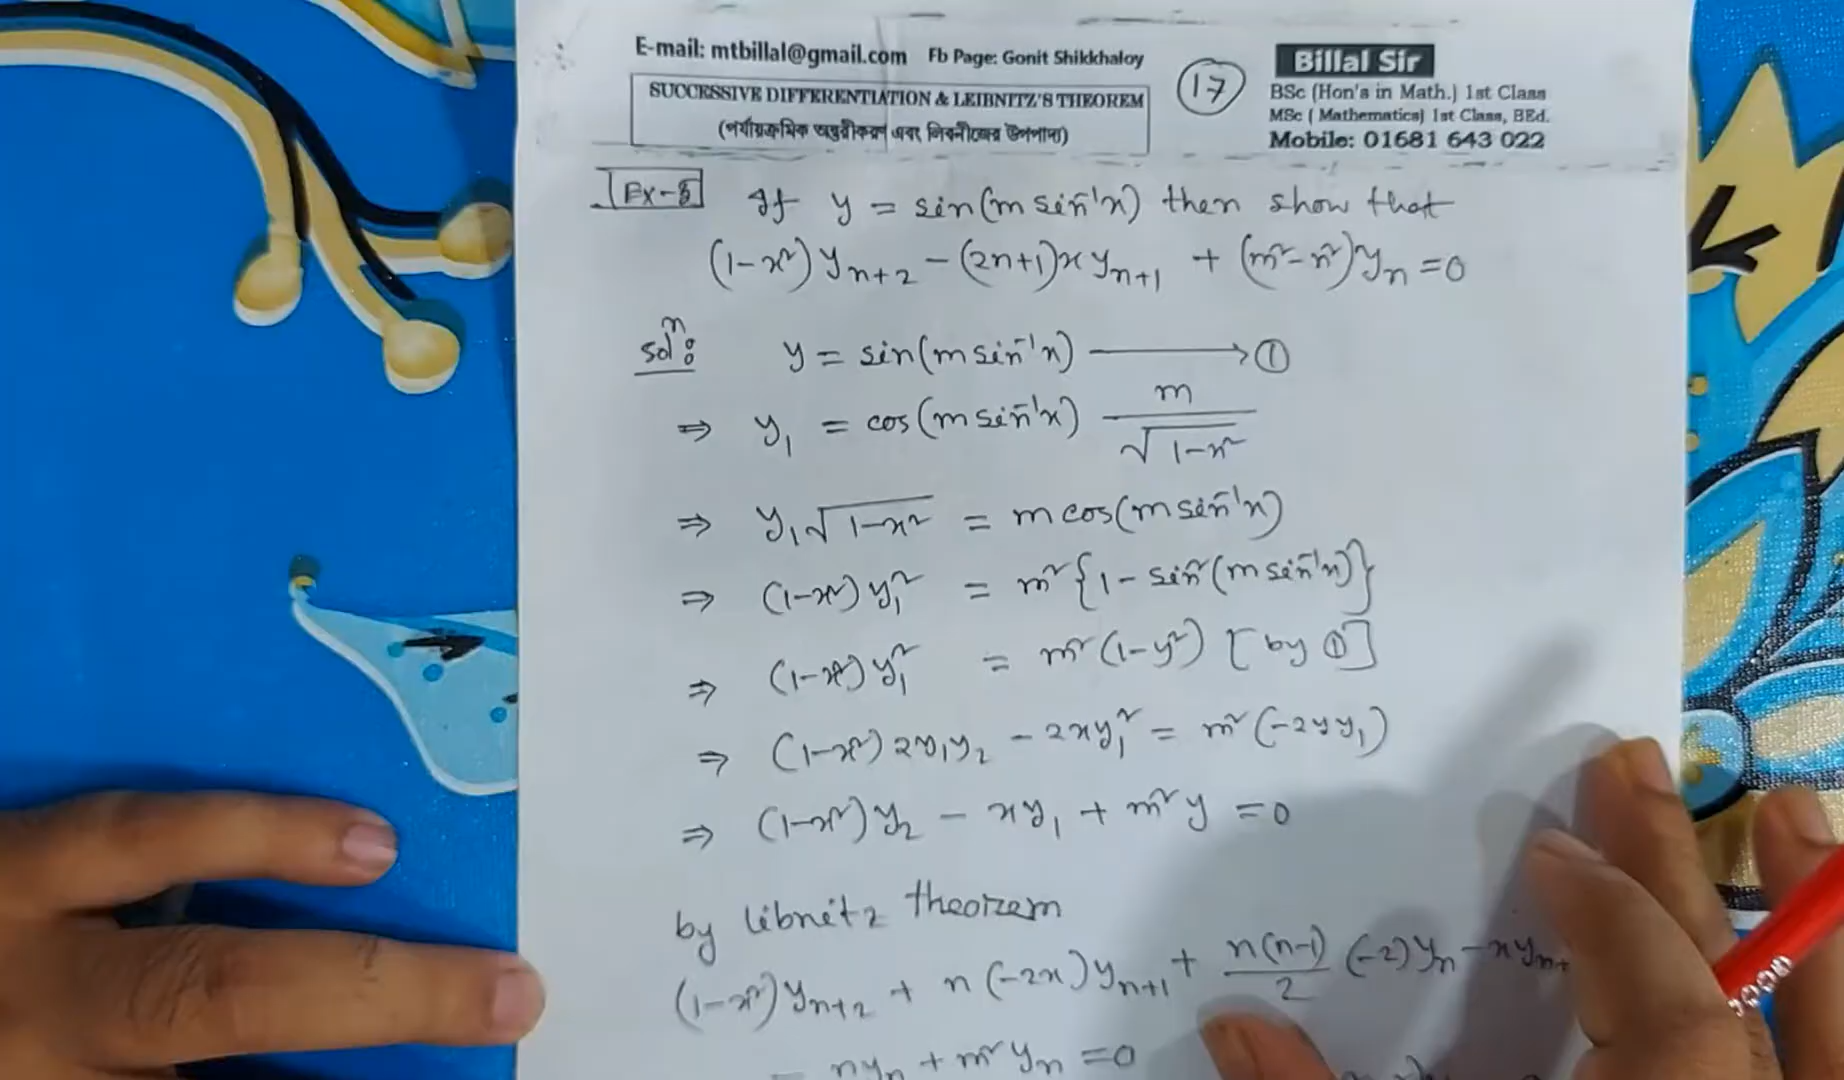 E-mail: mtbillal@gmail.com Fb Page: Gonit Shikkhaloy
SUCCESSIVE DIFFERENTIATION & LEIBNITZ'S THEOREM
(পর্যায়ক্রমিক অন্তরীকরণ এবং লিবনীজের উপপাদ্য)
17
Billal Sir
BSc (Hon's in Math.) 1st Class
MSc ( Mathematics) 1st Class, BEd.
Mobile: 01681 643 022
If y = sin(m sin⁻¹x) then show that
(1-x²)yₙ₊₂ - (2n+1)xyₙ₊₁ + (m²-n²)yₙ = 0
Solⁿ: y = sin(m sin⁻¹x) ⟶ ①
⇒ y₁ = cos(m sin⁻¹x) m/√(1-x²)
⇒ y₁√(1-x²) = m cos(m sin⁻¹x)
⇒ (1-x²)y₁² = m²{1 - sin²(m sin⁻¹x)}
⇒ (1-x²)y₁² = m²(1-y²) [by ①]
⇒ (1-x²)2y₁y₂ - 2xy₁² = m²(-2yy₁)
⇒ (1-x²)y₂ - xy₁ + m²y = 0
by libnitz theorem
(1-x²)yₙ₊₂ + n(-2x)yₙ₊₁ + n(n-1)/2 (-2)yₙ - xyₙ₊
- nyₙ + m²yₙ = 0